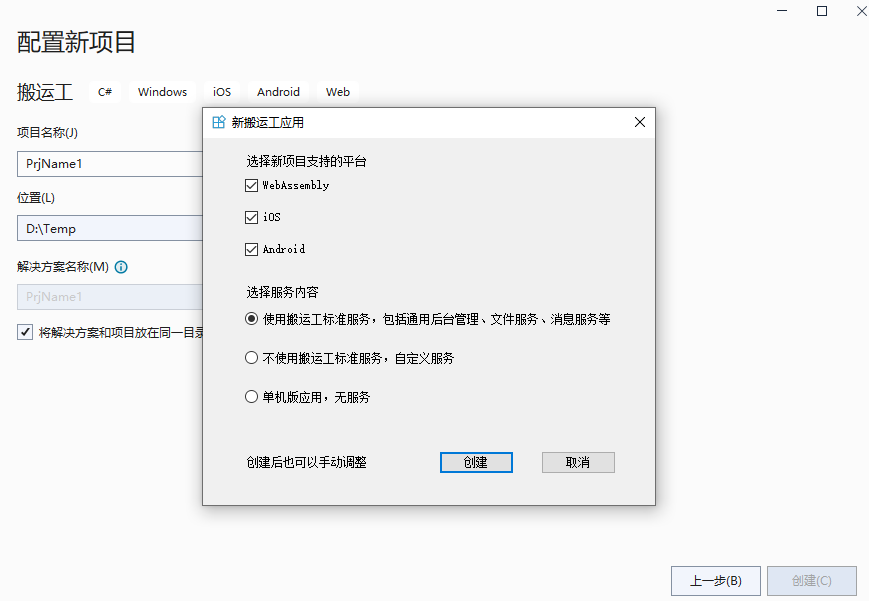 配置新项目
搬运工 C# Windows iOS Android Web
项目名称(J)
PrjName1
位置(L)
D:\Temp
解决方案名称(M)
PrjName1
将解决方案和项目放在同一目录
新搬运工应用
选择新项目支持的平台
WebAssembly
iOS
Android
选择服务内容
使用搬运工标准服务，包括通用后台管理、文件服务、消息服务等
不使用搬运工标准服务，自定义服务
单机版应用，无服务
创建后也可以手动调整 创建 取消
上一步(B) 创建(C)